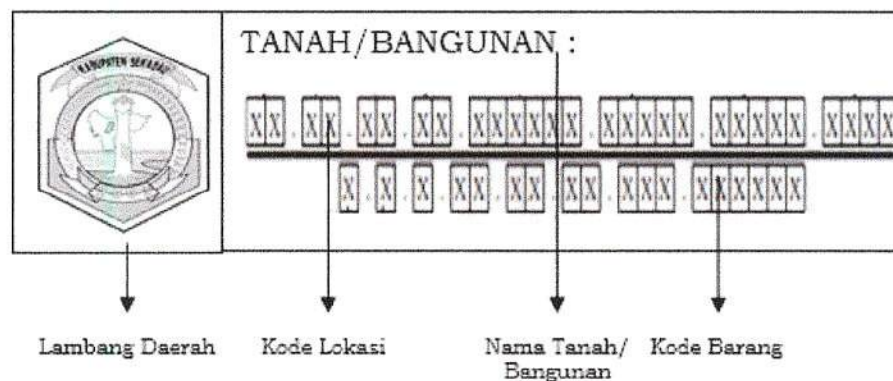 KABUPATEN SEKADAU
TANAH/BANGUNAN :
XX.XX.XX.XX.XXXXXX.XXXXX.XXXXX.XXXX
X.X.X.XX.XX.XX.XXX.XXXXXX
Lambang Daerah Kode Lokasi Nama Tanah/ Kode Barang
Bangunan